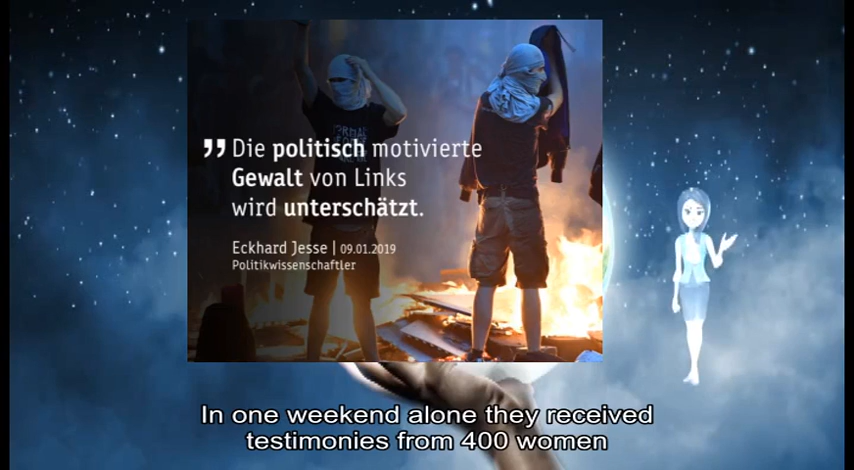 Die politisch motivierte
Gewalt von Links
wird unterschätzt.
Eckhard Jesse | 09.01.2019
Politikwissenschaftler
In one weekend alone they received
testimonies from 400 women